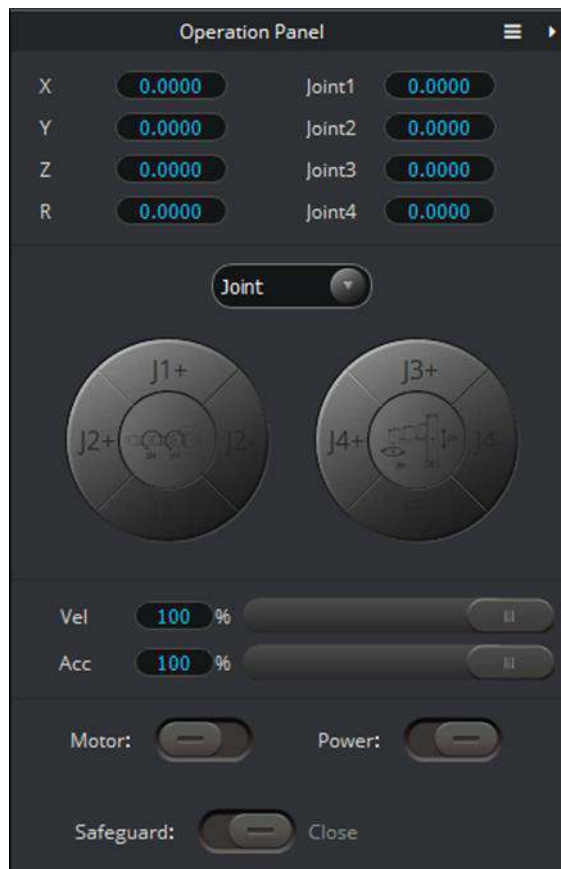 Operation Panel
X 0.0000 Joint1 0.0000
Y 0.0000 Joint2 0.0000
Z 0.0000 Joint3 0.0000
R 0.0000 Joint4 0.0000
Joint
J1+ J3+
J2+ J2- J4+
Vel 100 %
Acc 100 %
Motor: Power:
Safeguard: Close